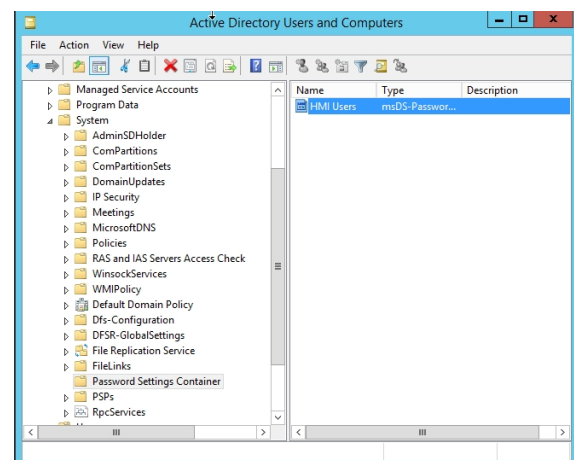 Active Directory Users and Computers
File Action View Help
Managed Service Accounts
Program Data
System
AdminSDHolder
ComPartitions
ComPartitionSets
DomainUpdates
IP Security
Meetings
MicrosoftDNS
Policies
RAS and IAS Servers Access Check
WinsockServices
WMIPolicy
Default Domain Policy
Dfs-Configuration
DFSR-GlobalSettings
File Replication Service
FileLinks
Password Settings Container
PSPs
RpcServices
Name Type Description
HMI Users msDS-Passwor...